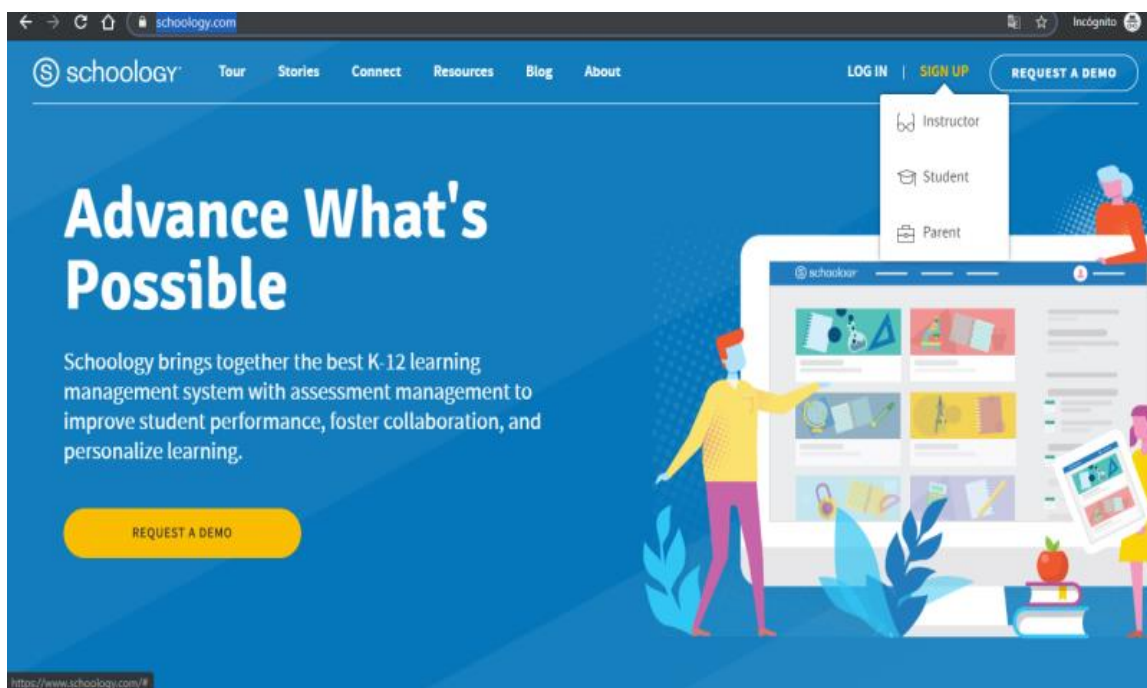 schoology.com
Incógnito
schoology
Tour
Stories
Connect
Resources
Blog
About
LOG IN | SIGN UP
REQUEST A DEMO
Instructor
Student
Parent
Advance What's
Possible
Schoology brings together the best K-12 learning
management system with assessment management to
improve student performance, foster collaboration, and
personalize learning.
REQUEST A DEMO
schoology
https://www.schoology.com/#